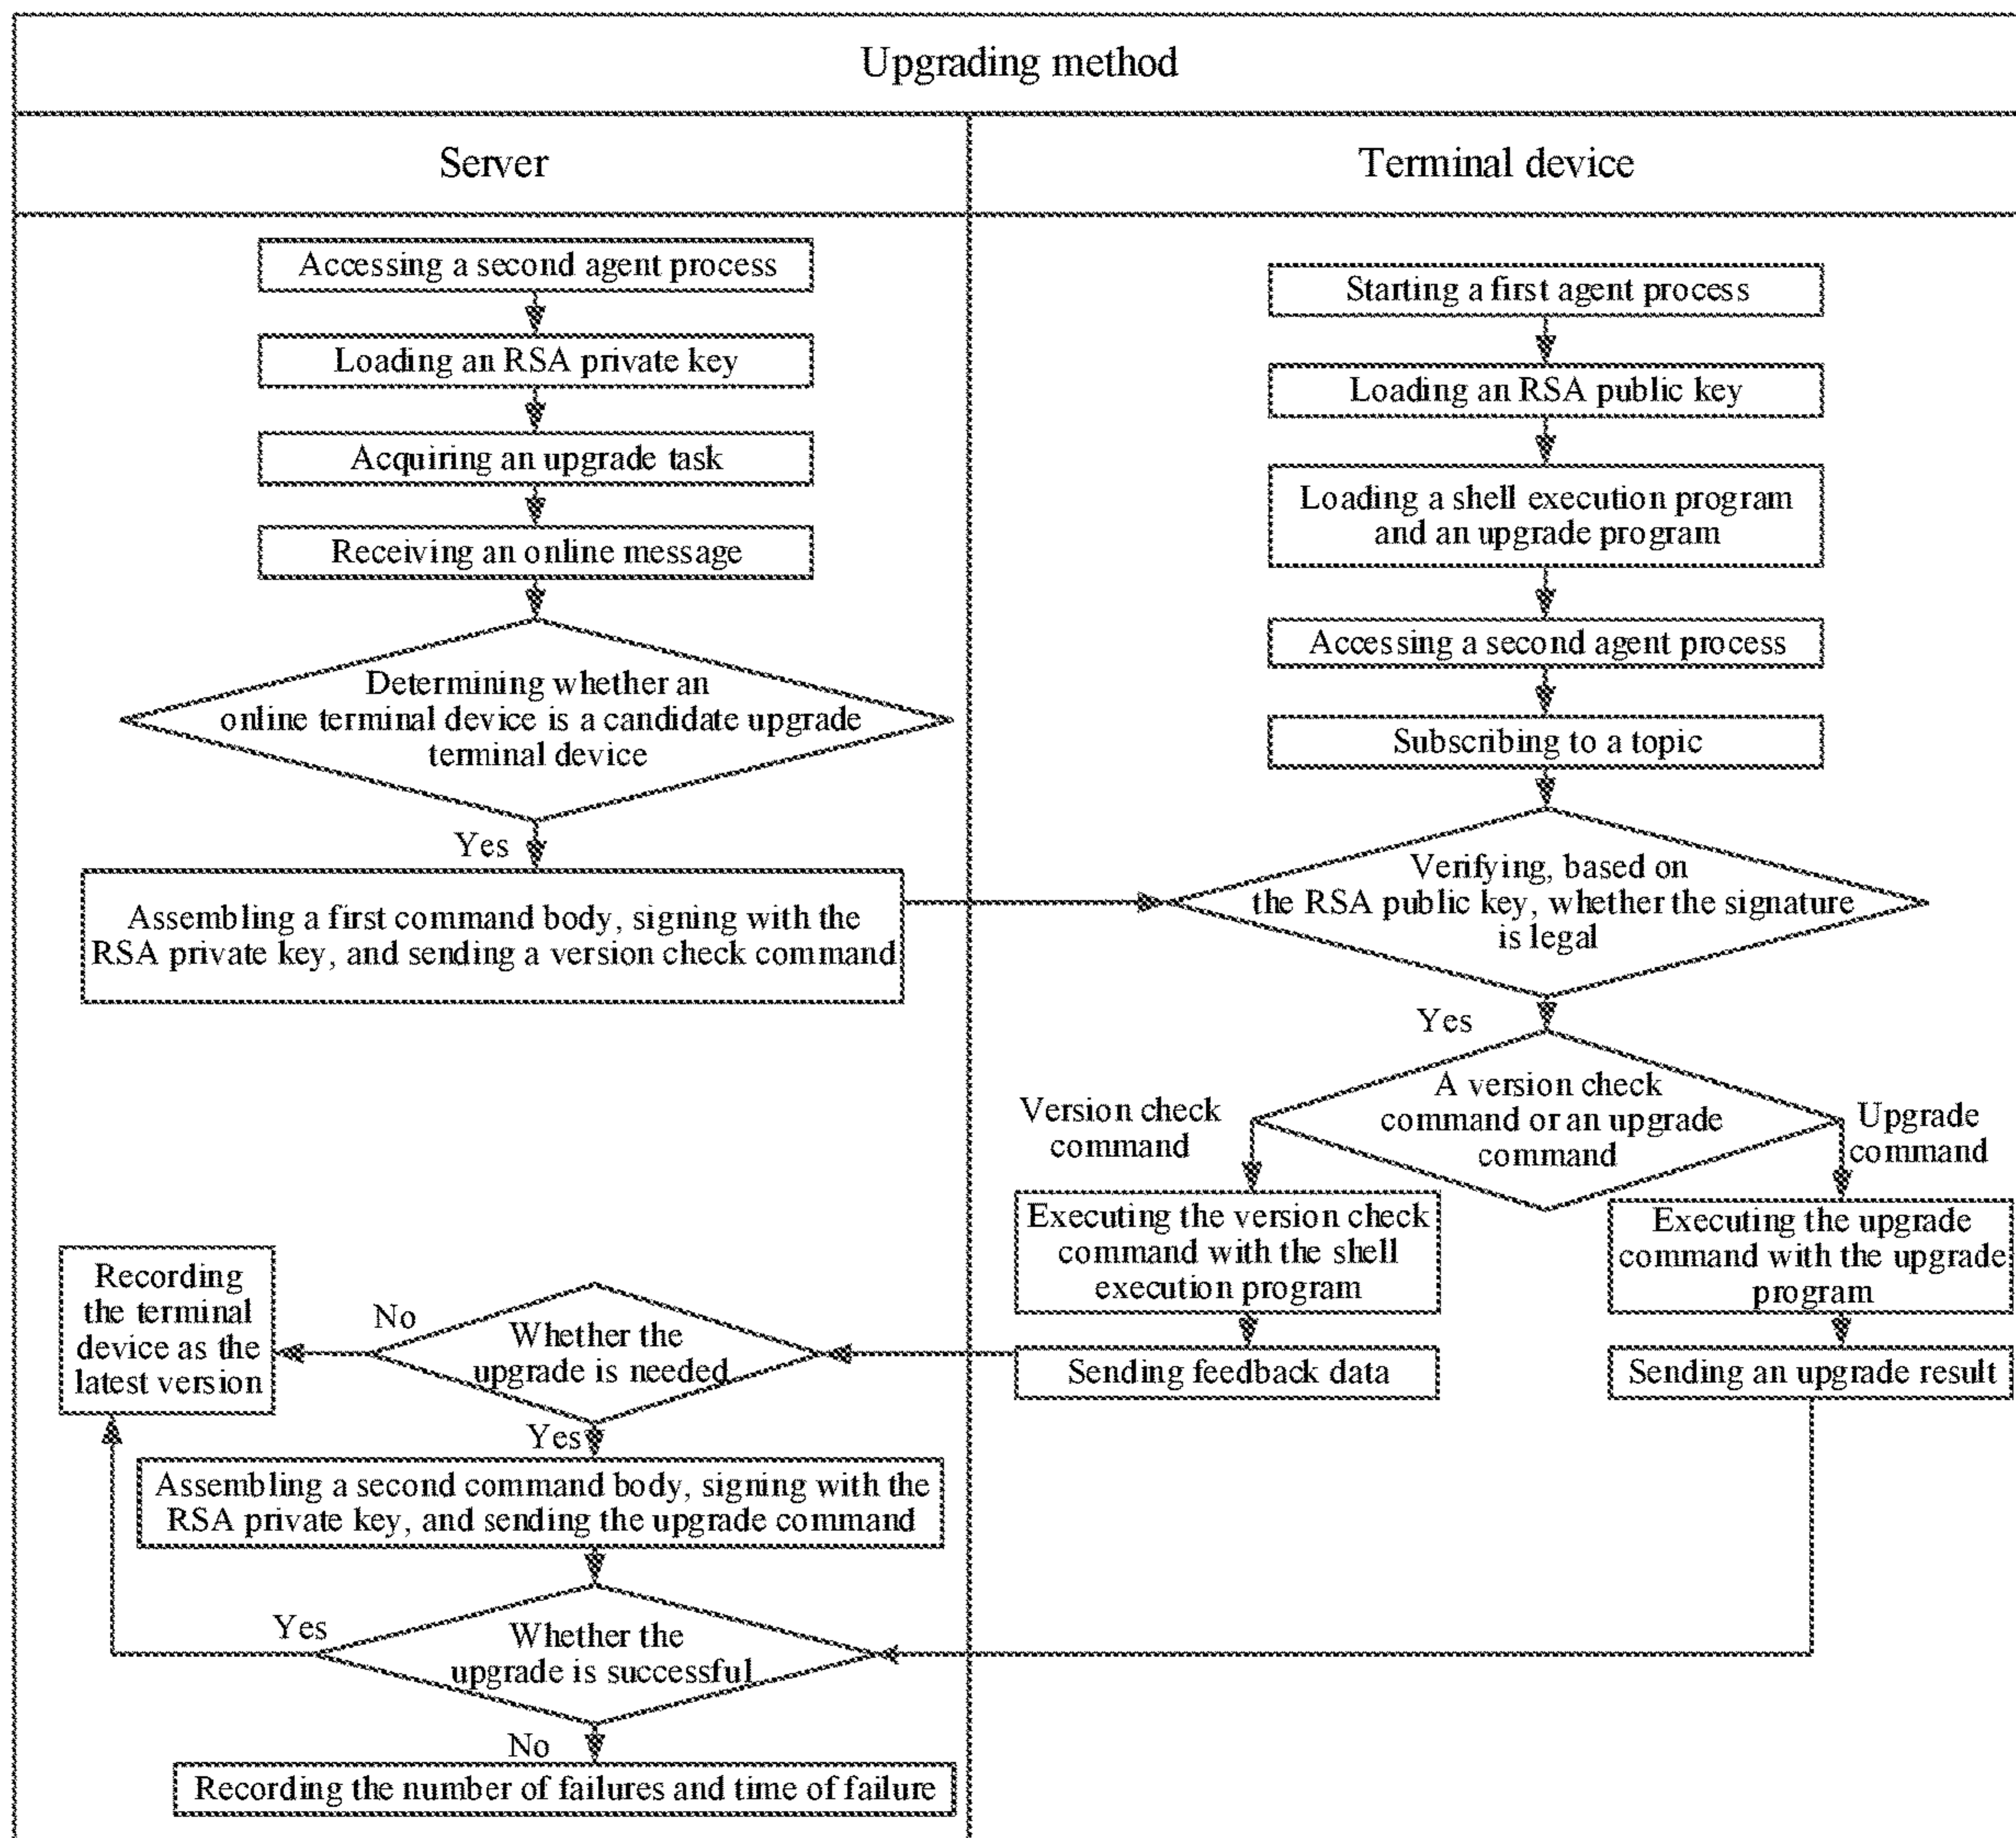 Upgrading method
Server
Terminal device
Accessing a second agent process
Loading an RSA private key
Acquiring an upgrade task
Receiving an online message
Determining whether an
online terminal device is a candidate upgrade
terminal device
Yes
Assembling a first command body, signing with the
RSA private key, and sending a version check command
Starting a first agent process
Loading an RSA public key
Loading a shell execution program
and an upgrade program
Accessing a second agent process
Subscribing to a topic
Verifying, based on
the RSA public key, whether the signature
is legal
Yes
A version check
command or an upgrade
command
Version check
command
Upgrade
command
Executing the version check
command with the shell
execution program
Executing the upgrade
command with the upgrade
program
Sending feedback data
Sending an upgrade result
Whether the
upgrade is needed
No
Recording
the terminal
device as the
latest version
Yes
Assembling a second command body, signing with the
RSA private key, and sending the upgrade command
Whether the
upgrade is successful
Yes
No
Recording the number of failures and time of failure